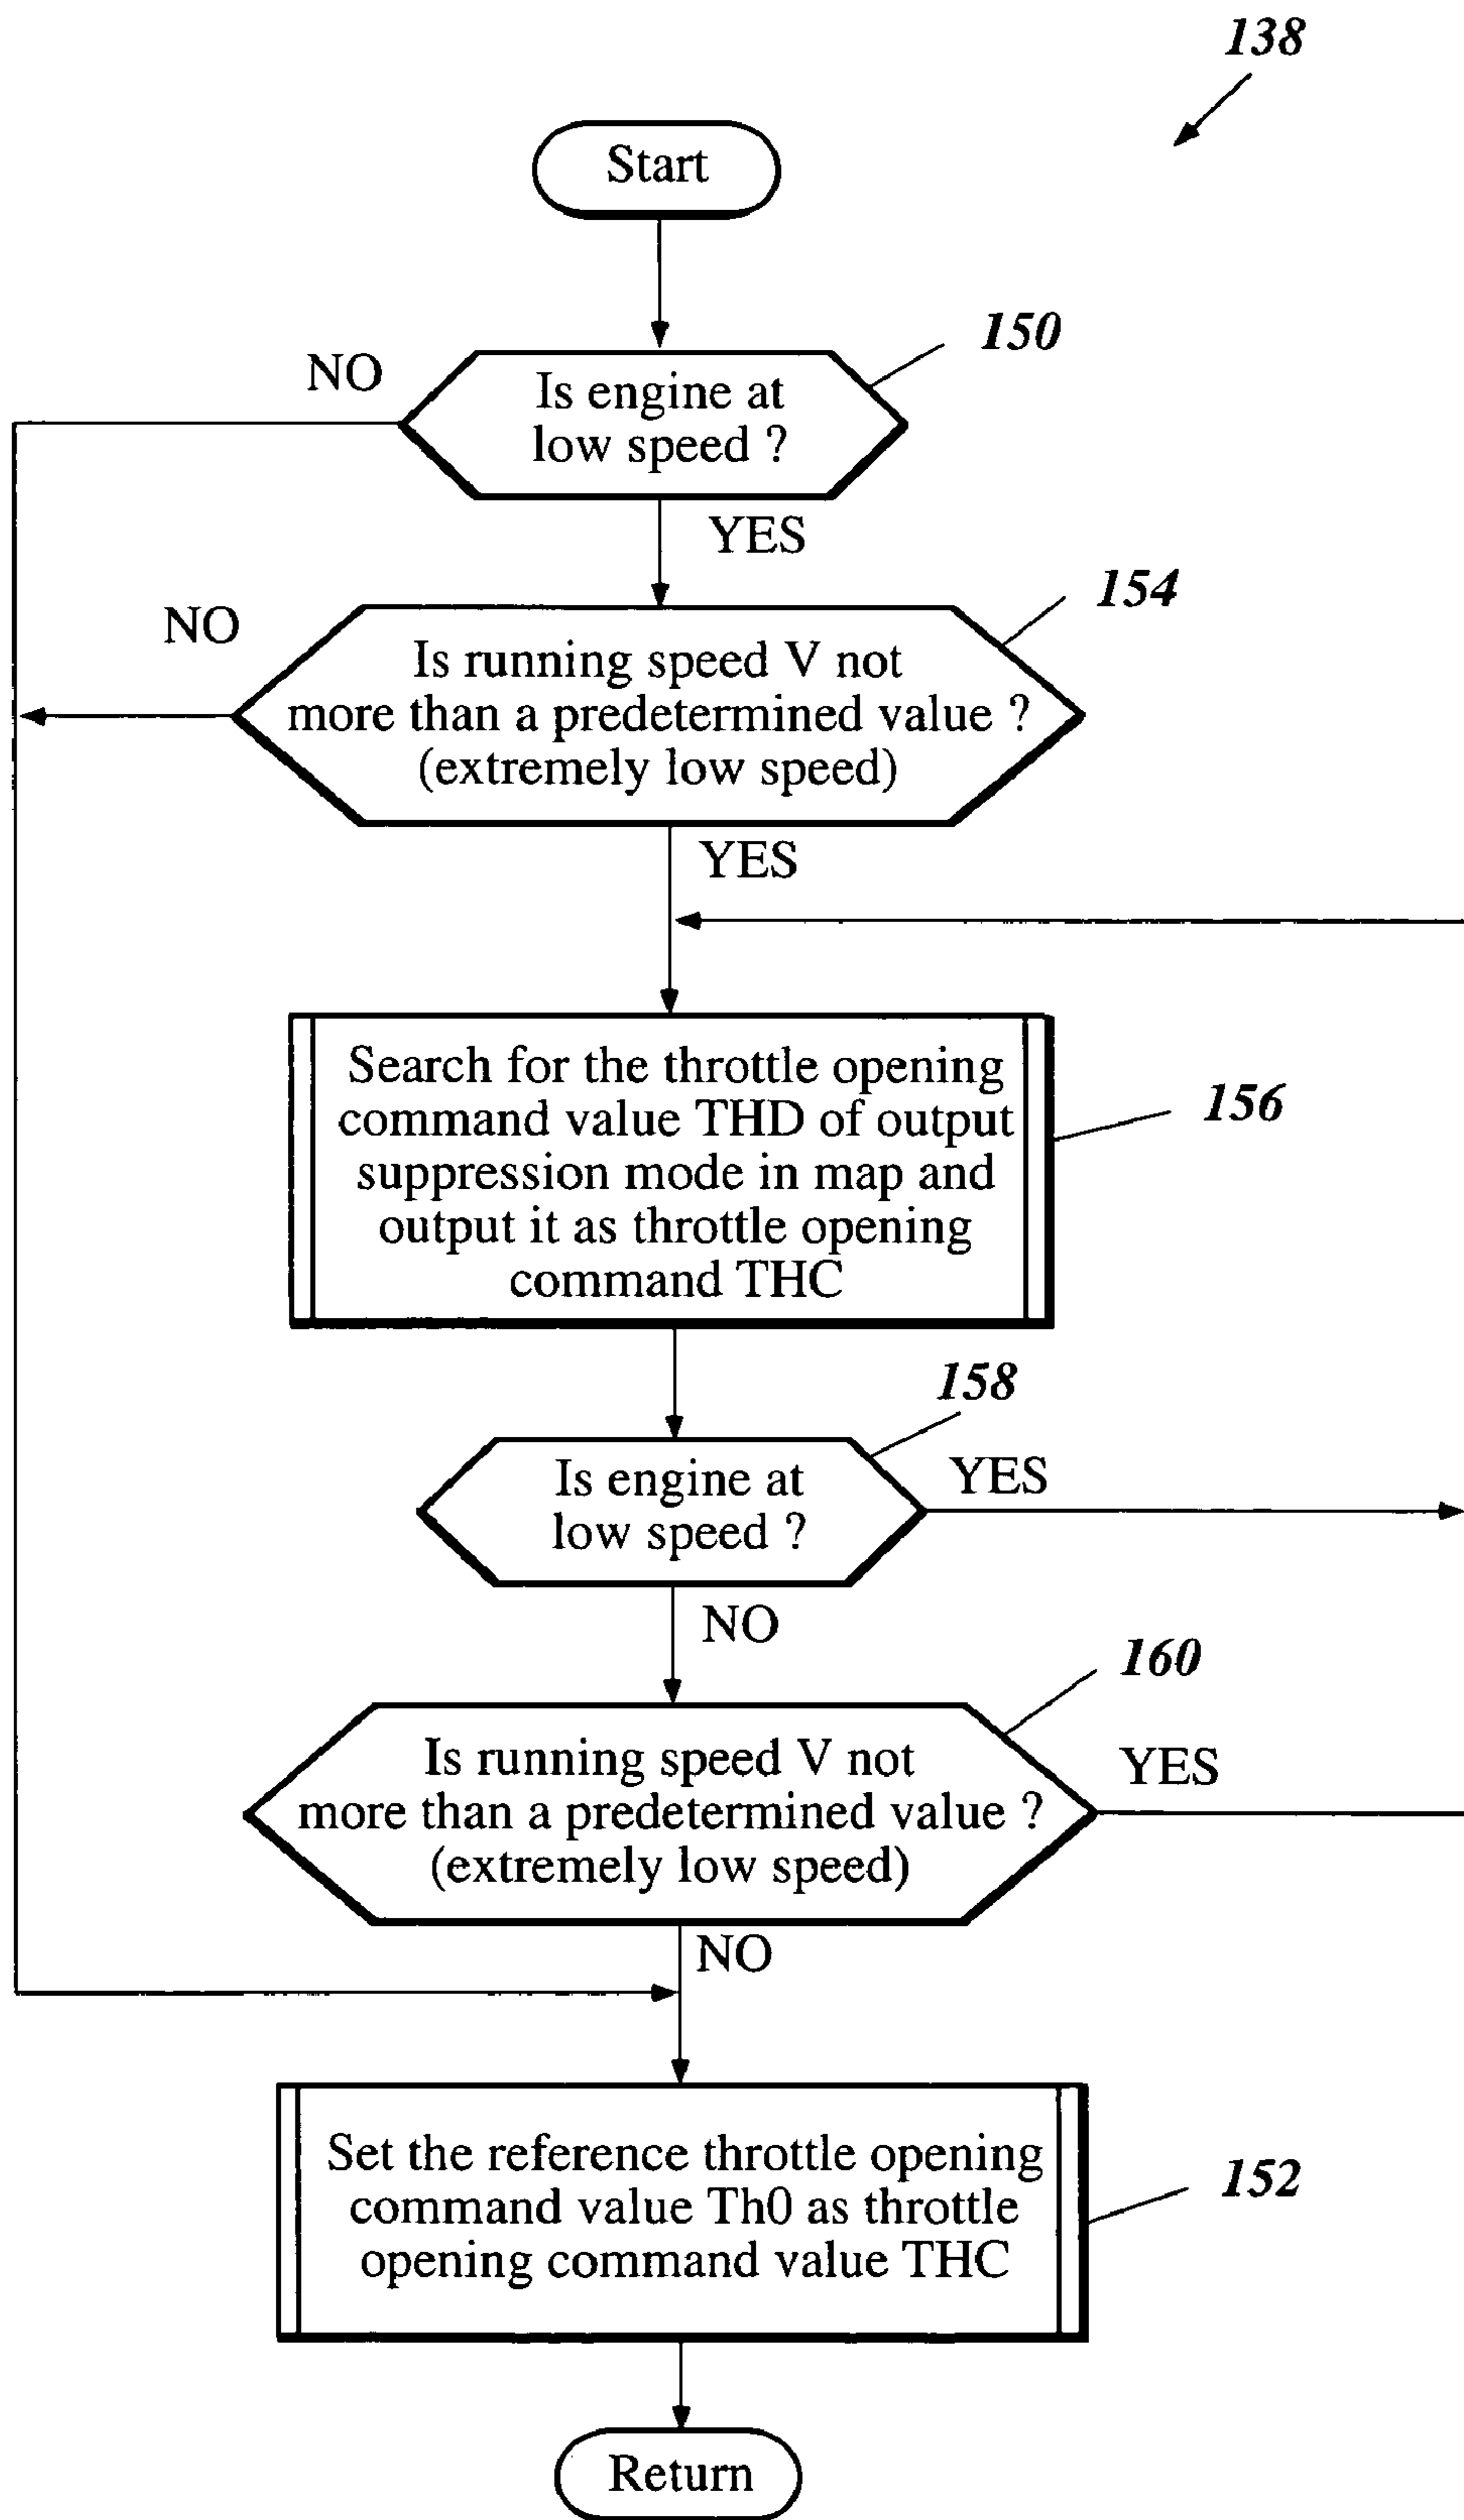 138
Start
150
NO
Is engine at
low speed ?
YES
154
NO
Is running speed V not
more than a predetermined value ?
(extremely low speed)
YES
Search for the throttle opening
command value THD of output
suppression mode in map and
output it as throttle opening
command THC
156
158
Is engine at
low speed ?
YES
NO
160
Is running speed V not
more than a predetermined value ?
(extremely low speed)
YES
NO
Set the reference throttle opening
command value Th0 as throttle
opening command value THC
152
Return